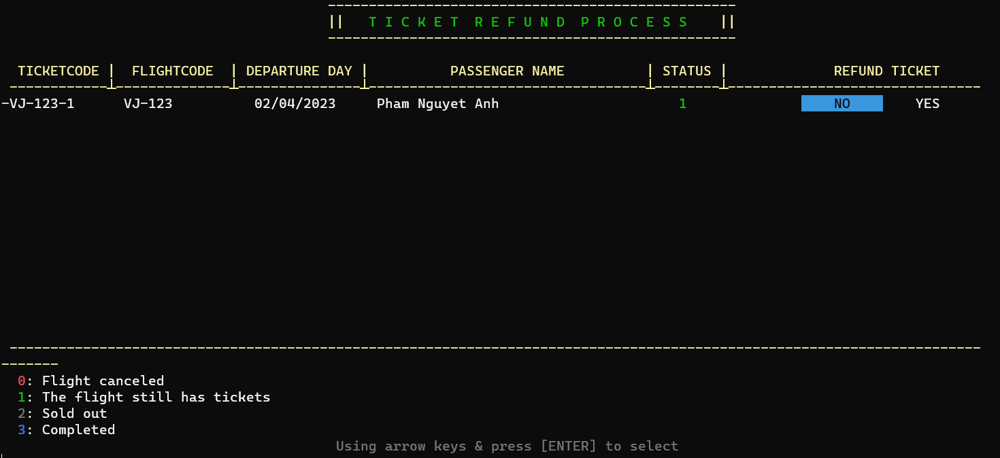 || T I C K E T R E F U N D P R O C E S S ||
TICKETCODE | FLIGHTCODE | DEPARTURE DAY | PASSENGER NAME | STATUS | REFUND TICKET
-VJ-123-1 VJ-123 02/04/2023 Pham Nguyet Anh 1 NO YES
0: Flight canceled
1: The flight still has tickets
2: Sold out
3: Completed
Using arrow keys & press [ENTER] to select